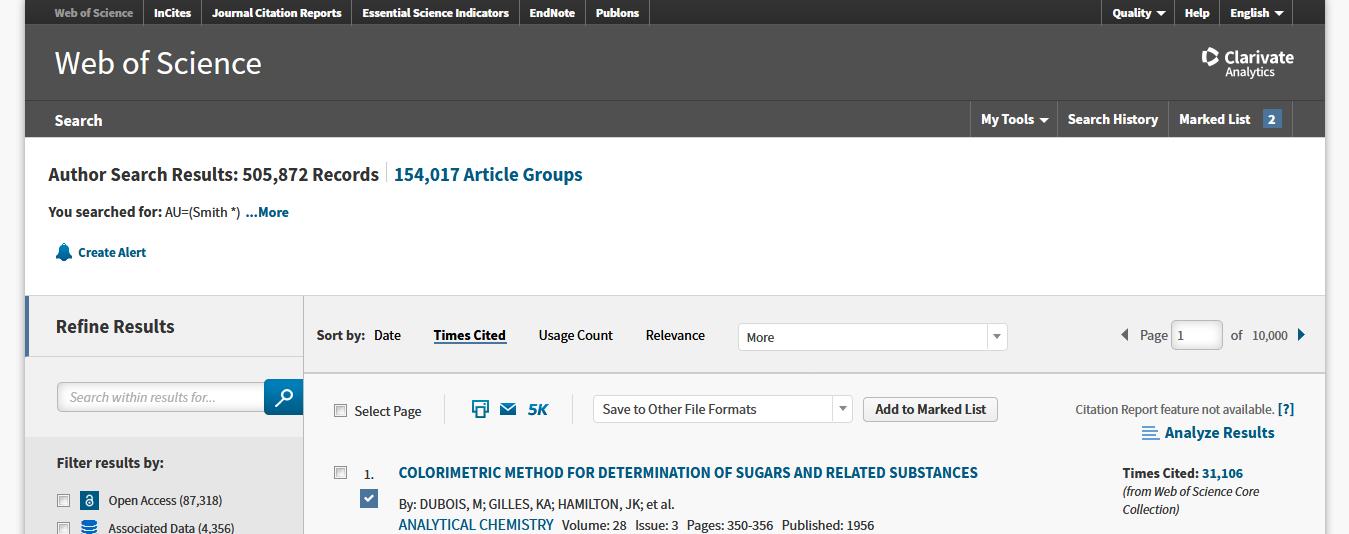 Web of Science InCites Journal Citation Reports Essential Science Indicators EndNote Publons Quality Help English
Web of Science
Clarivate
Analytics
Search My Tools Search History Marked List 2
Author Search Results: 505,872 Records 154,017 Article Groups
You searched for: AU=(Smith *) ...More
Create Alert
Refine Results
Sort by: Date Times Cited Usage Count Relevance More Page 1 of 10,000
Search within results for...
Select Page 5K Save to Other File Formats Add to Marked List Citation Report feature not available. [?]
Analyze Results
Filter results by:
Open Access (87,318)
Associated Data (4,356)
1. COLORIMETRIC METHOD FOR DETERMINATION OF SUGARS AND RELATED SUBSTANCES
By: DUBOIS, M; GILLES, KA; HAMILTON, JK; et al.
ANALYTICAL CHEMISTRY Volume: 28 Issue: 3 Pages: 350-356 Published: 1956
Times Cited: 31,106
(from Web of Science Core
Collection)